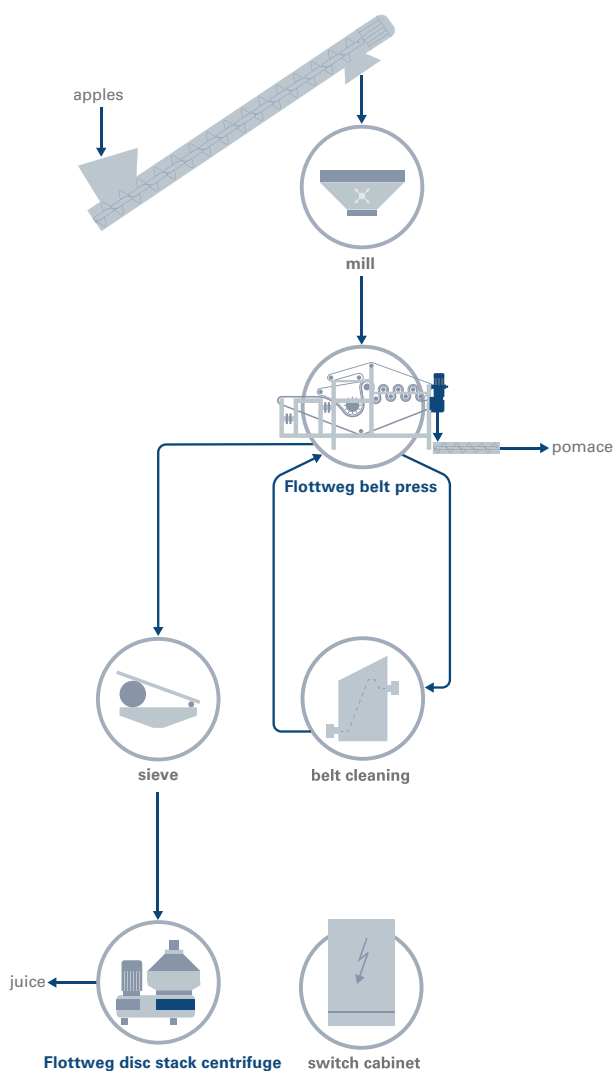 apples
mill
pomace
Flottweg belt press
sieve
belt cleaning
juice
Flottweg disc stack centrifuge
switch cabinet